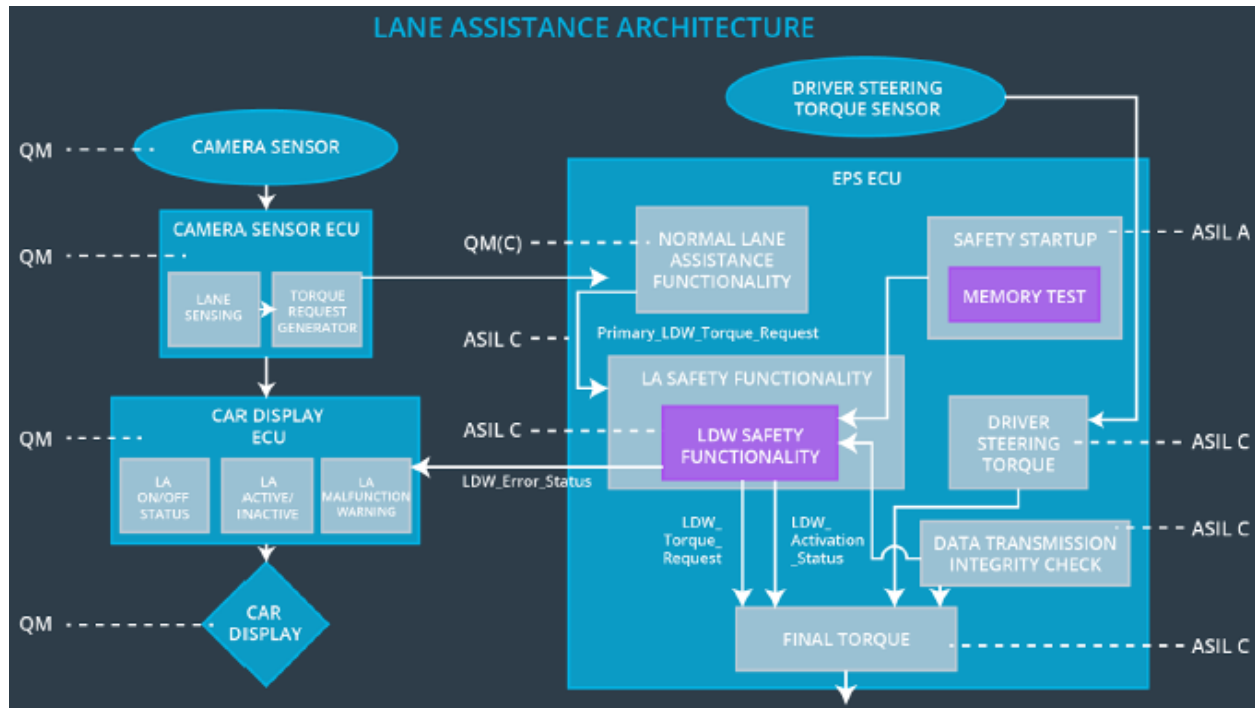 LANE ASSISTANCE ARCHITECTURE
DRIVER STEERING
TORQUE SENSOR
QM
CAMERA SENSOR
EPS ECU
CAMERA SENSOR ECU
QM
LANE
SENSING
TORQUE
REQUEST
GENERATOR
QM(C)
NORMAL LANE
ASSISTANCE
FUNCTIONALITY
SAFETY STARTUP
MEMORY TEST
ASIL A
ASIL C
Primary_LDW_Torque_Request
LA SAFETY FUNCTIONALITY
ASIL C
LDW SAFETY
FUNCTIONALITY
DRIVER
STEERING
TORQUE
ASIL C
CAR DISPLAY
ECU
QM
LA
ON/OFF
STATUS
LA
ACTIVE/
INACTIVE
LA
MALFUNCTION
WARNING
LDW_Error_Status
LDW_
Torque_
Request
LDW_
Activation
_Status
DATA TRANSMISSION
INTEGRITY CHECK
ASIL C
QM
CAR
DISPLAY
FINAL TORQUE
ASIL C